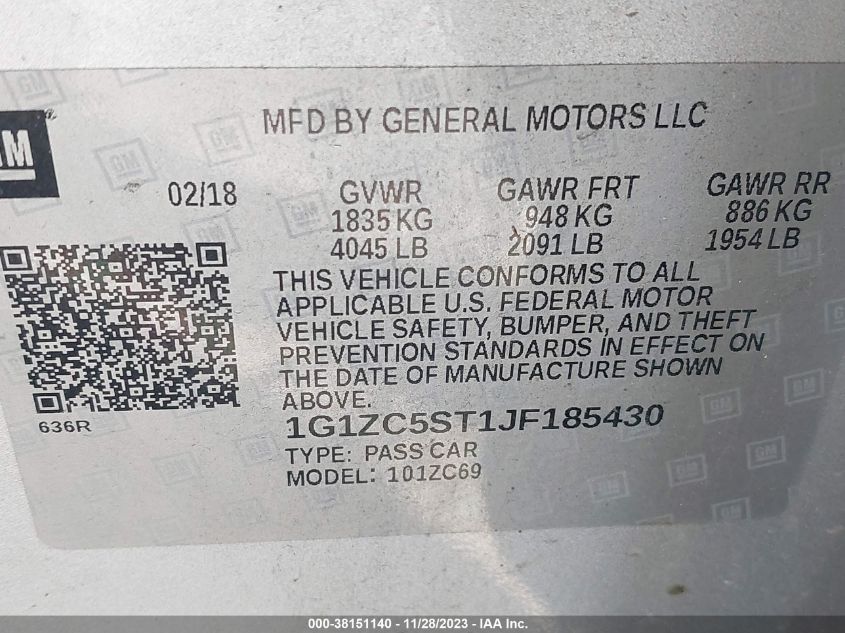 GM
MFD BY GENERAL MOTORS LLC
02/18 GVWR GAWR FRT GAWR RR
1835 KG 948 KG 886 KG
4045 LB 2091 LB 1954 LB
THIS VEHICLE CONFORMS TO ALL
APPLICABLE U.S. FEDERAL MOTOR
VEHICLE SAFETY, BUMPER, AND THEFT
PREVENTION STANDARDS IN EFFECT ON
THE DATE OF MANUFACTURE SHOWN
ABOVE.
636R
1G1ZC5ST1JF185430
TYPE: PASS CAR
MODEL: 101ZC69
000-38151140 - 11/28/2023 - IAA Inc.